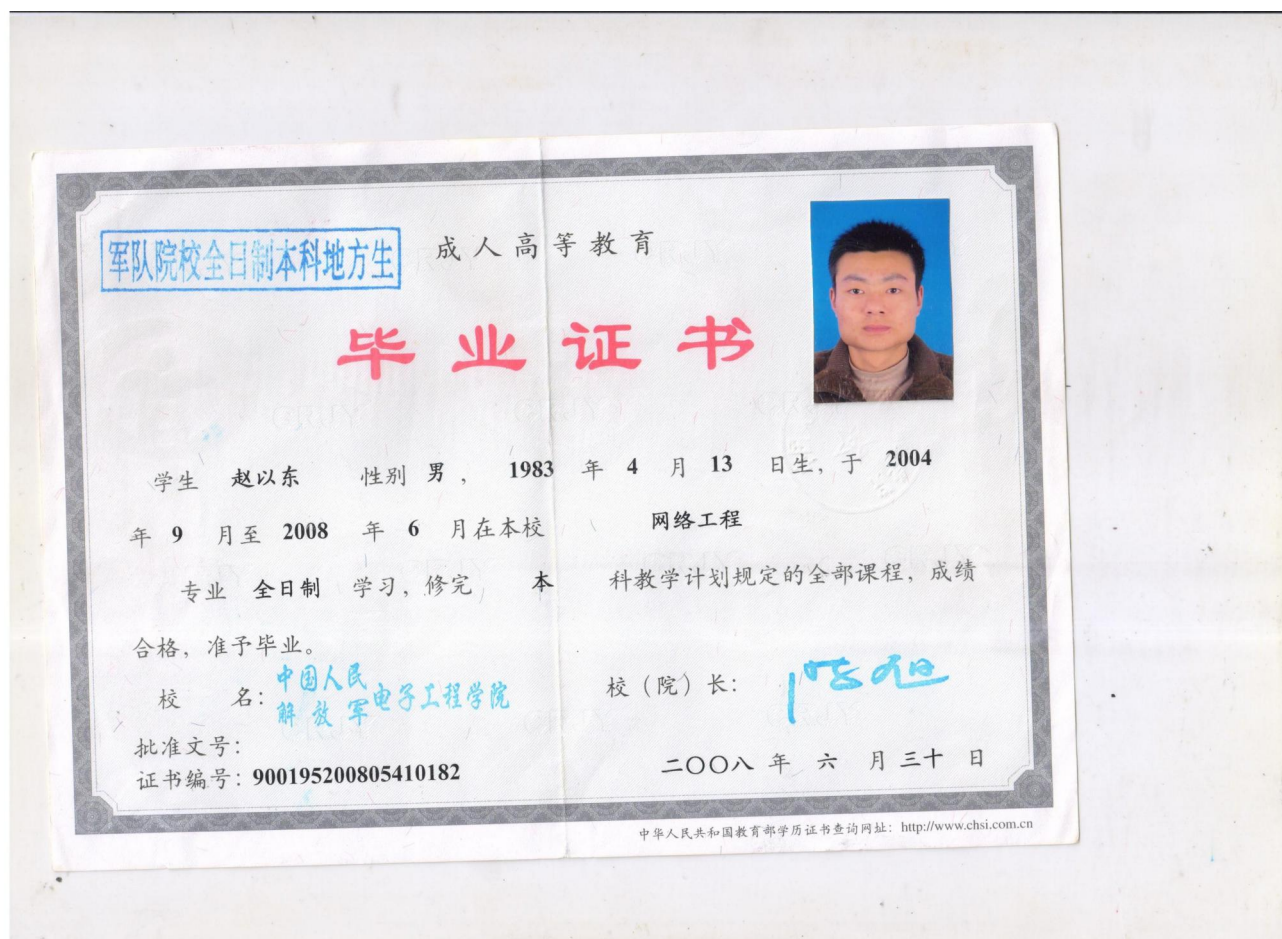 军队院校全日制本科地方生
成人高等教育
毕业证书
学生 赵以东 性别 男 , 1983 年 4 月 13 日生, 于 2004
年 9 月至 2008 年 6 月在本校 网络工程
专业 全日制 学习, 修完 本 科教学计划规定的全部课程, 成绩
合格, 准予毕业。
校 名: 中国人民解放军电子工程学院 校(院)长:
批准文号:
证书编号: 900195200805410182 二〇〇八 年 六 月 三十 日
中华人民共和国教育部学历证书查询网址: http://www.chsi.com.cn